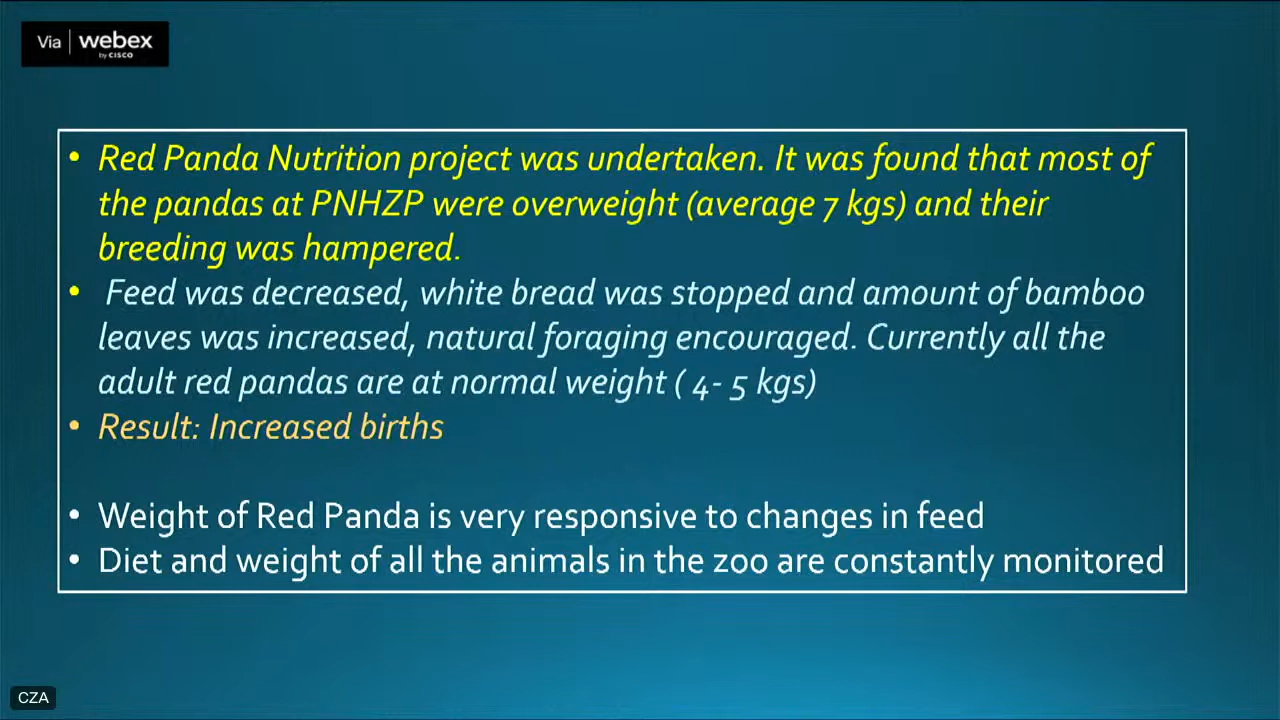 Via | webex
by CISCO
• Red Panda Nutrition project was undertaken. It was found that most of
the pandas at PNHZP were overweight (average 7 kgs) and their
breeding was hampered.
• Feed was decreased, white bread was stopped and amount of bamboo
leaves was increased, natural foraging encouraged. Currently all the
adult red pandas are at normal weight ( 4- 5 kgs)
• Result: Increased births
• Weight of Red Panda is very responsive to changes in feed
• Diet and weight of all the animals in the zoo are constantly monitored
CZA